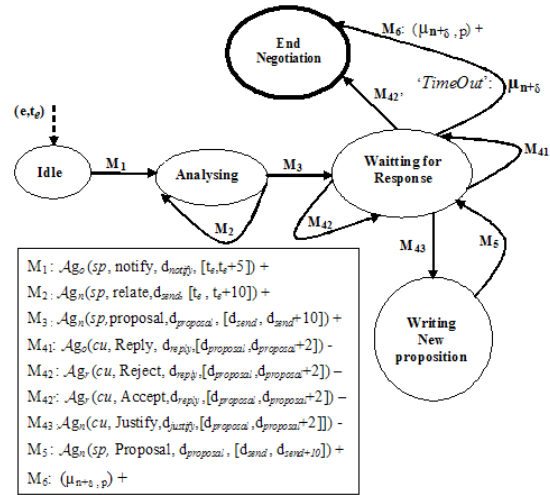 M6: (μn+δ , p) +
End
Negotiation
'TimeOut': μn+δ
M42',
(e,te)
M1
M3
M41
Idle
Analysing
Waitting for
Response
M2
M42
M43
M5
Writing
New
proposition
M1: Ago(sp, notify, dnotify, [te,te+5]) +
M2: Agn(sp, relate,dsend, [te , te+10]) +
M3 : Agn(sp,proposal,dproposal , [dsend, dsend+10]) +
M41: Ago(cu, Reply, dreply,[dproposal,dproposal+2]) -
M42: Agr(cu, Reject, dreply,[dproposal,dproposal+2]) –
M42': Agr(cu, Accept,dreply,[dproposal,dproposal+2]) –
M43,Agn(cu, Justify,djustify,[dproposal,dproposal+2]]) -
M5: Agn(sp, Proposal, dproposal , [dsend, dsend+10]) +
M6: (μn+δ , p) +